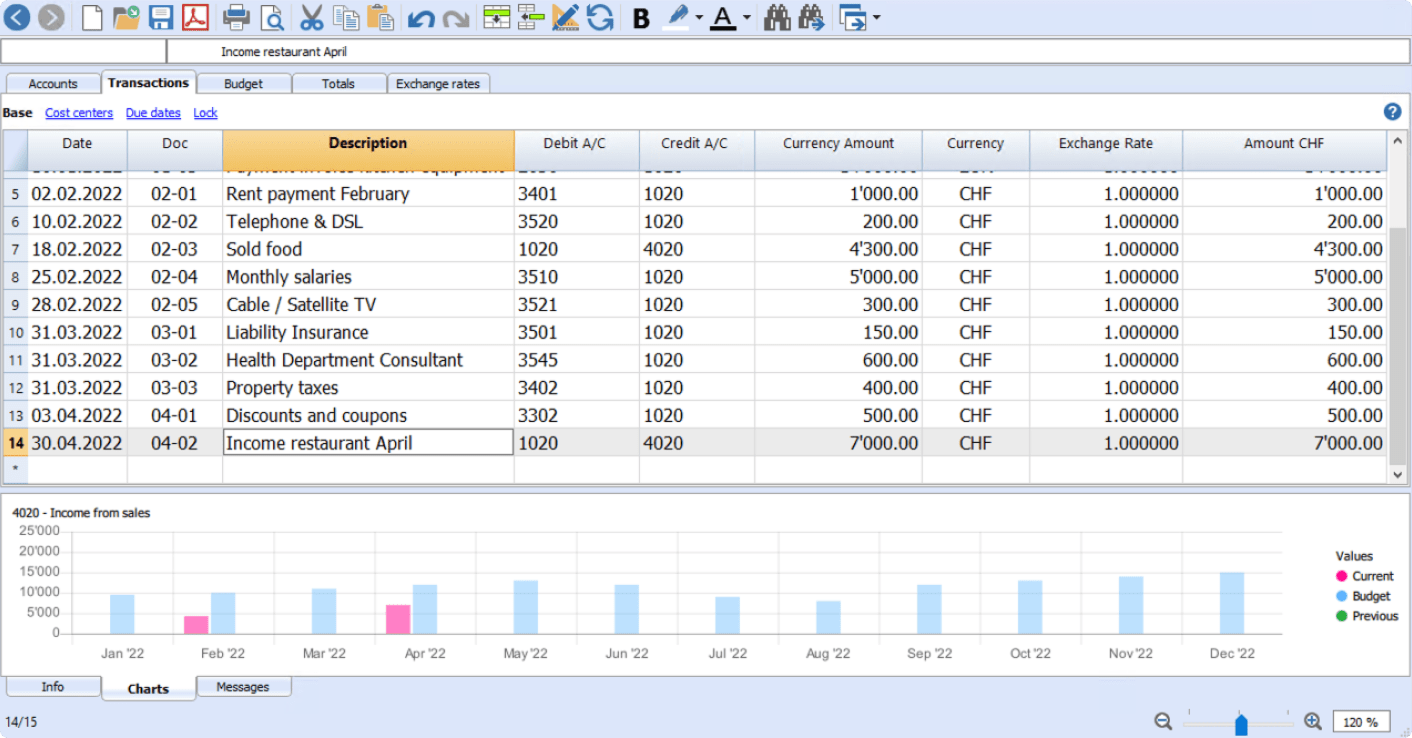 B A
Income restaurant April
Accounts Transactions Budget Totals Exchange rates
Base Cost centers Due dates Lock ?
Date Doc Description Debit A/C Credit A/C Currency Amount Currency Exchange Rate Amount CHF
5 02.02.2022 02-01 Rent payment February 3401 1020 1'000.00 CHF 1.000000 1'000.00
6 10.02.2022 02-02 Telephone & DSL 3520 1020 200.00 CHF 1.000000 200.00
7 18.02.2022 02-03 Sold food 1020 4020 4'300.00 CHF 1.000000 4'300.00
8 25.02.2022 02-04 Monthly salaries 3510 1020 5'000.00 CHF 1.000000 5'000.00
9 28.02.2022 02-05 Cable / Satellite TV 3521 1020 300.00 CHF 1.000000 300.00
10 31.03.2022 03-01 Liability Insurance 3501 1020 150.00 CHF 1.000000 150.00
11 31.03.2022 03-02 Health Department Consultant 3545 1020 600.00 CHF 1.000000 600.00
12 31.03.2022 03-03 Property taxes 3402 1020 400.00 CHF 1.000000 400.00
13 03.04.2022 04-01 Discounts and coupons 3302 1020 500.00 CHF 1.000000 500.00
14 30.04.2022 04-02 Income restaurant April 1020 4020 7'000.00 CHF 1.000000 7'000.00
*
4020 - Income from sales
25'000
20'000
15'000
10'000
5'000
0
Jan '22 Feb '22 Mar '22 Apr '22 May '22 Jun '22 Jul '22 Aug '22 Sep '22 Oct '22 Nov '22 Dec '22
Values
Current
Budget
Previous
Info Charts Messages
14/15 120 %